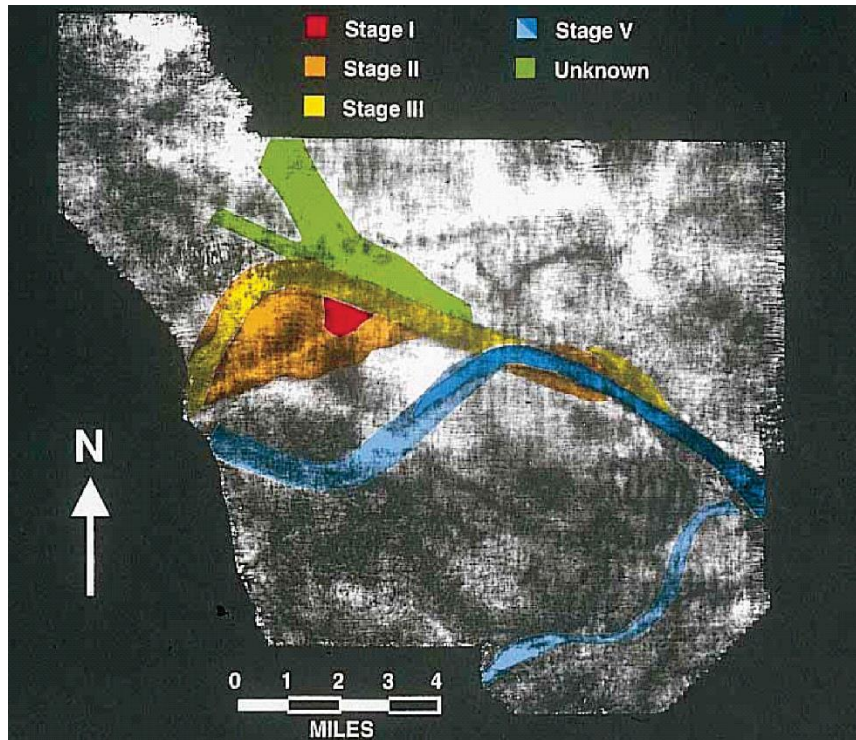 Stage I
Stage II
Stage III
Stage V
Unknown
N
0 1 2 3 4
MILES